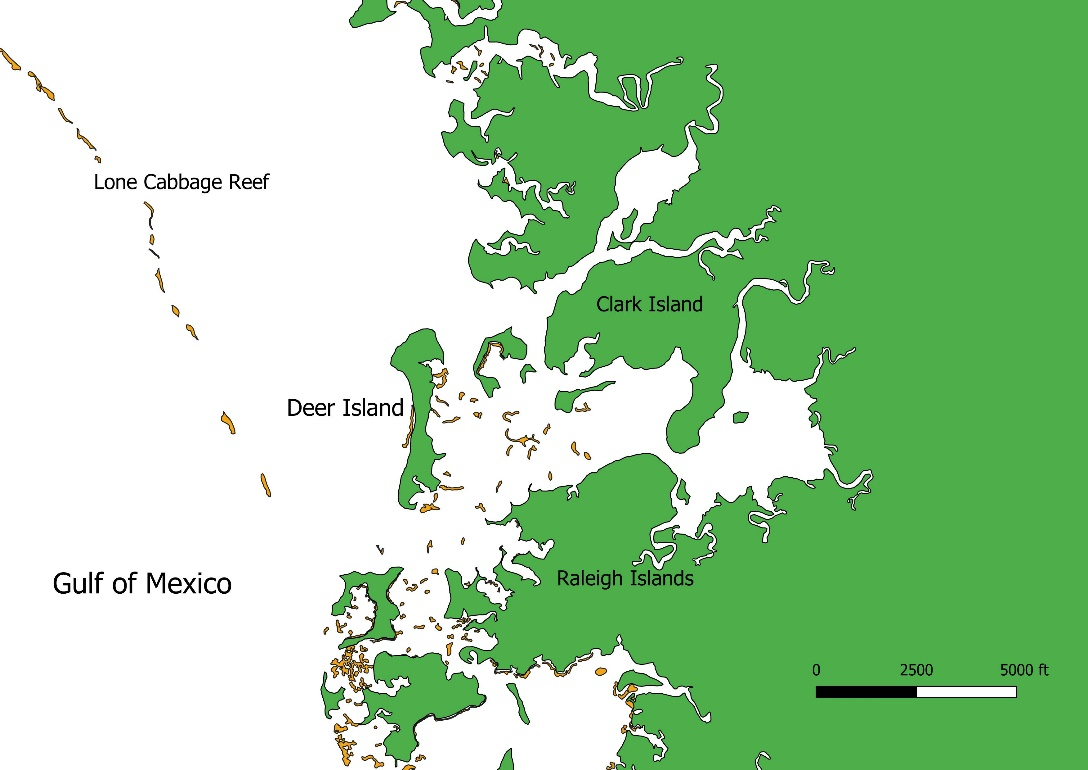 Lone Cabbage Reef
Clark Island
Deer Island
Gulf of Mexico
Raleigh Islands
0 2500 5000 ft